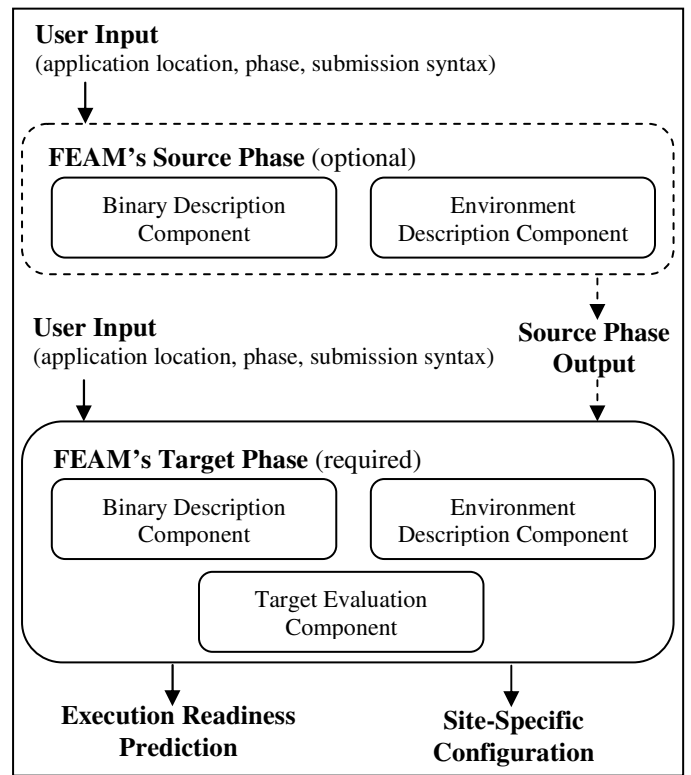 User Input
(application location, phase, submission syntax)
FEAM's Source Phase (optional)
Binary Description
Component
Environment
Description Component
User Input
(application location, phase, submission syntax)
Source Phase
Output
FEAM's Target Phase (required)
Binary Description
Component
Environment
Description Component
Target Evaluation
Component
Execution Readiness
Prediction
Site-Specific
Configuration